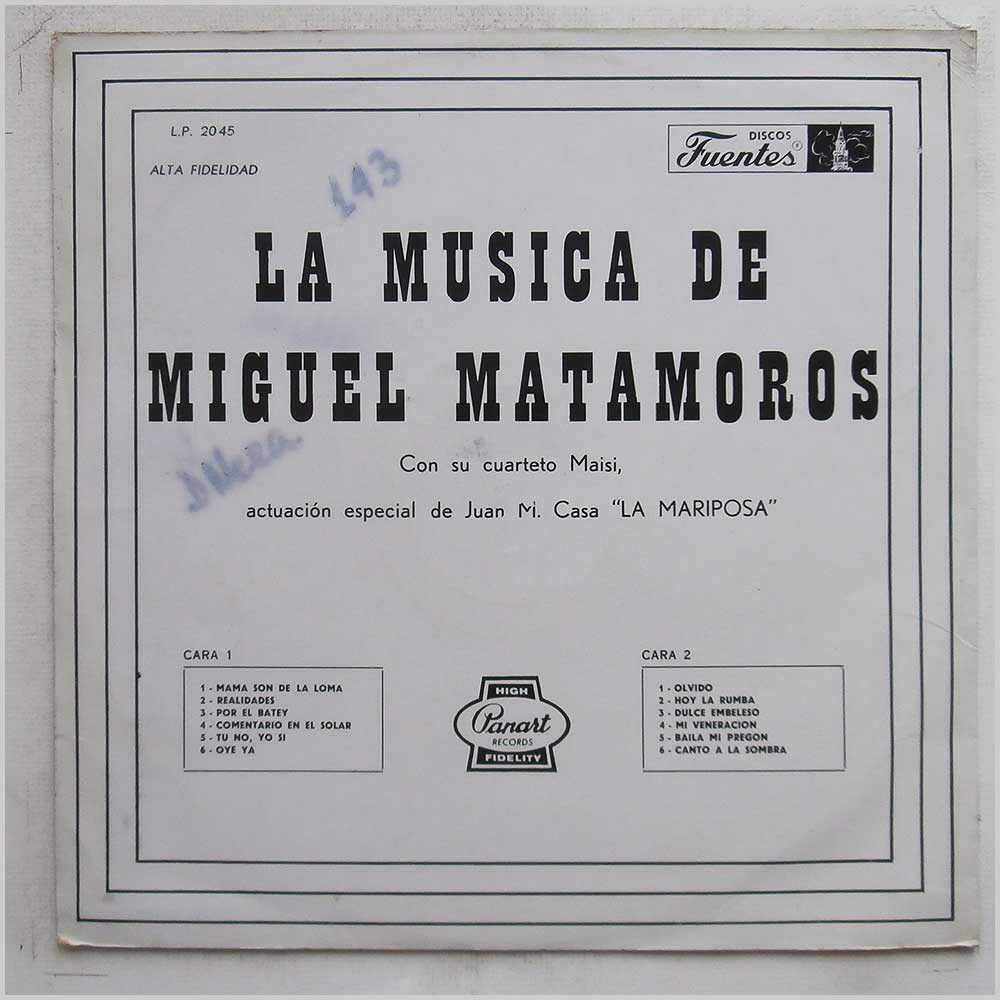 L.P. 2045
DISCOS
Fuentes
ALTA FIDELIDAD
143
LA MUSICA DE
MIGUEL MATAMOROS
Con su cuarteto Maisi,
actuación especial de Juan M. Casa "LA MARIPOSA"
CARA 1
1 - MAMA SON DE LA LOMA
2 - REALIDADES
3 - POR EL BATEY
4 - COMENTARIO EN EL SOLAR
5 - TU NO, YO SI
6 - OYE YA
HIGH
Panart
RECORDS
FIDELITY
CARA 2
1 - OLVIDO
2 - HOY LA RUMBA
3 - DULCE EMBELESO
4 - MI VENERACION
5 - BAILA MI PREGON
6 - CANTO A LA SOMBRA